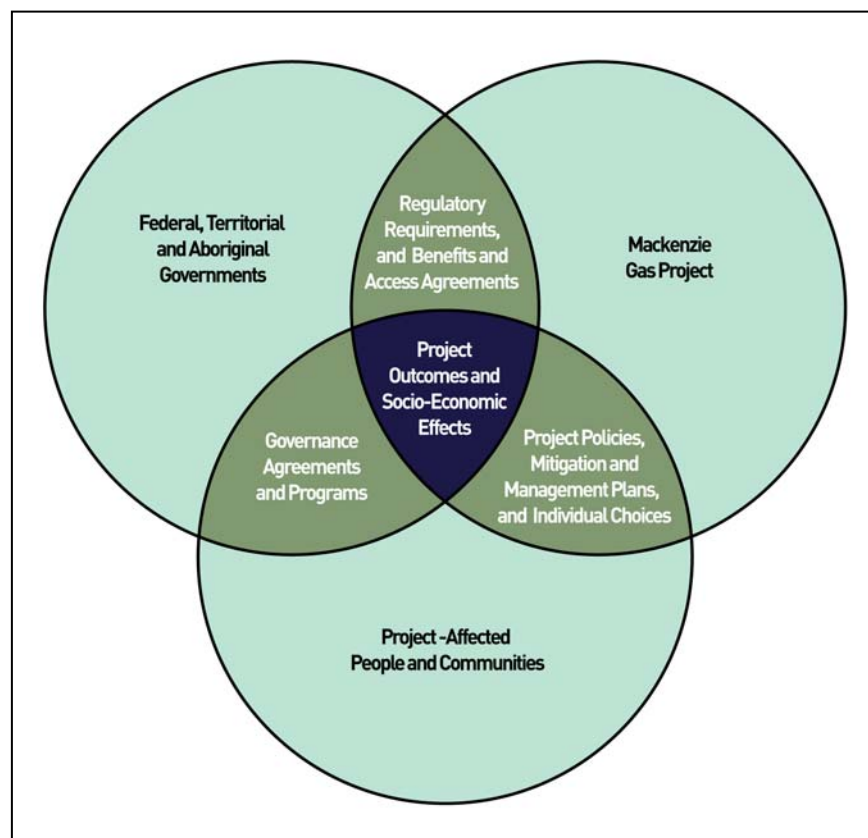 Federal, Territorial
and Aboriginal
Governments
Regulatory
Requirements,
and Benefits and
Access Agreements
Mackenzie
Gas Project
Project
Outcomes and
Socio-Economic
Effects
Governance
Agreements
and Programs
Project Policies,
Mitigation and
Management Plans,
and Individual Choices
Project -Affected
People and Communities